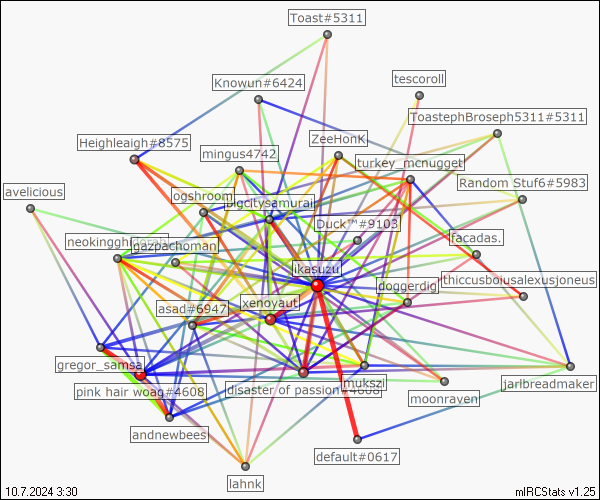 Toast#5311
tescoroll
Knowun#6424
ToastephBroseph5311#5311
ZeeHonK
Heighleaigh#8575
mingus4742
turkey_mcnugget
Random Stuf6#5983
avelicious
ogshroom
bigcitysamurai
Duck™#9103
facadas.
gazpachoman
ikasuzu
doggerdig
thiccusboiusalexusjoneus
xenoyaut
asad#6947
gregor_samsa
mukszi
jarlbreadmaker
pink hair woag#4608
disaster of passion
moonraven
andnewbees
default#0617
lahnk
10.7.2024 3:30
mIRCStats v1.25